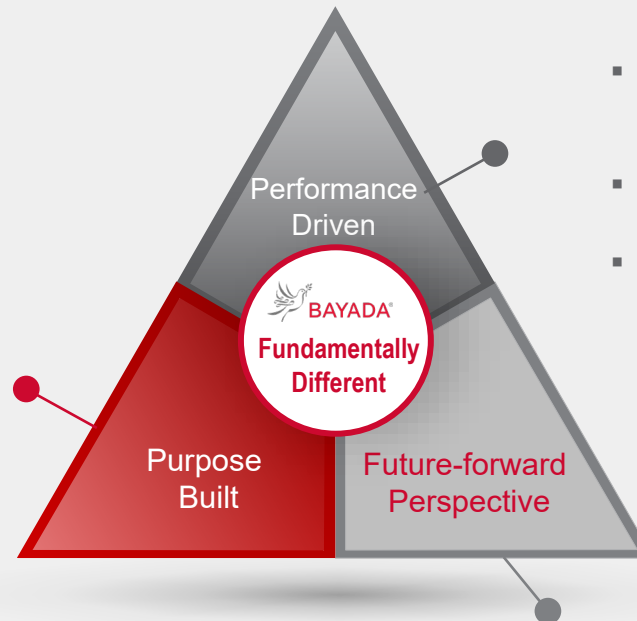 Performance
Driven
BAYADA®
Fundamentally
Different
Purpose
Built
Future-forward
Perspective